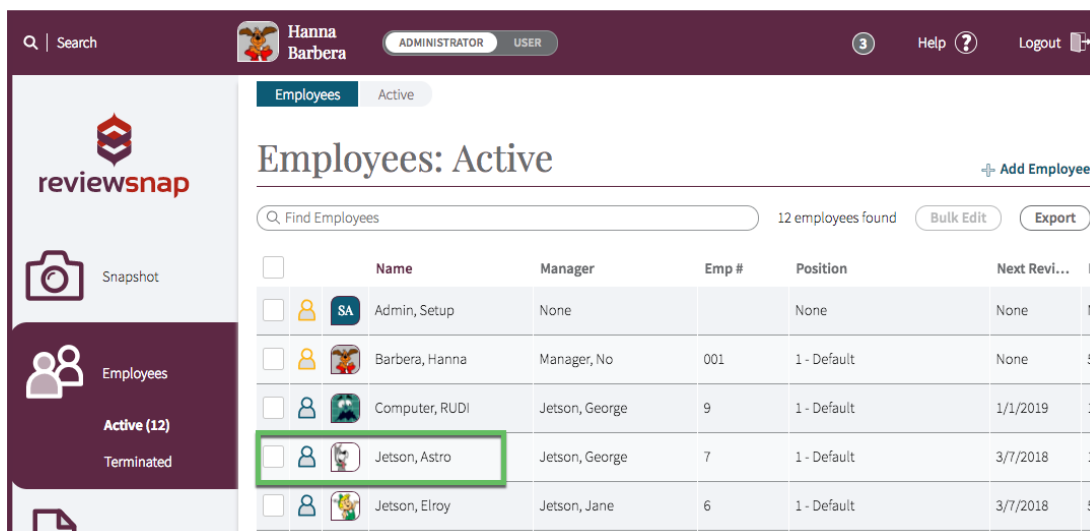 Search
Hanna
Barbera
ADMINISTRATOR USER
3
Help ?
Logout
Employees Active
reviewsnap
Employees: Active
Add Employee
Find Employees
12 employees found
Bulk Edit
Export
Snapshot
Employees
Active (12)
Terminated
Name Manager Emp # Position Next Revi...
SA Admin, Setup None None None
Barbera, Hanna Manager, No 001 1 - Default None
Computer, RUDI Jetson, George 9 1 - Default 1/1/2019
Jetson, Astro Jetson, George 7 1 - Default 3/7/2018
Jetson, Elroy Jetson, Jane 6 1 - Default 3/7/2018